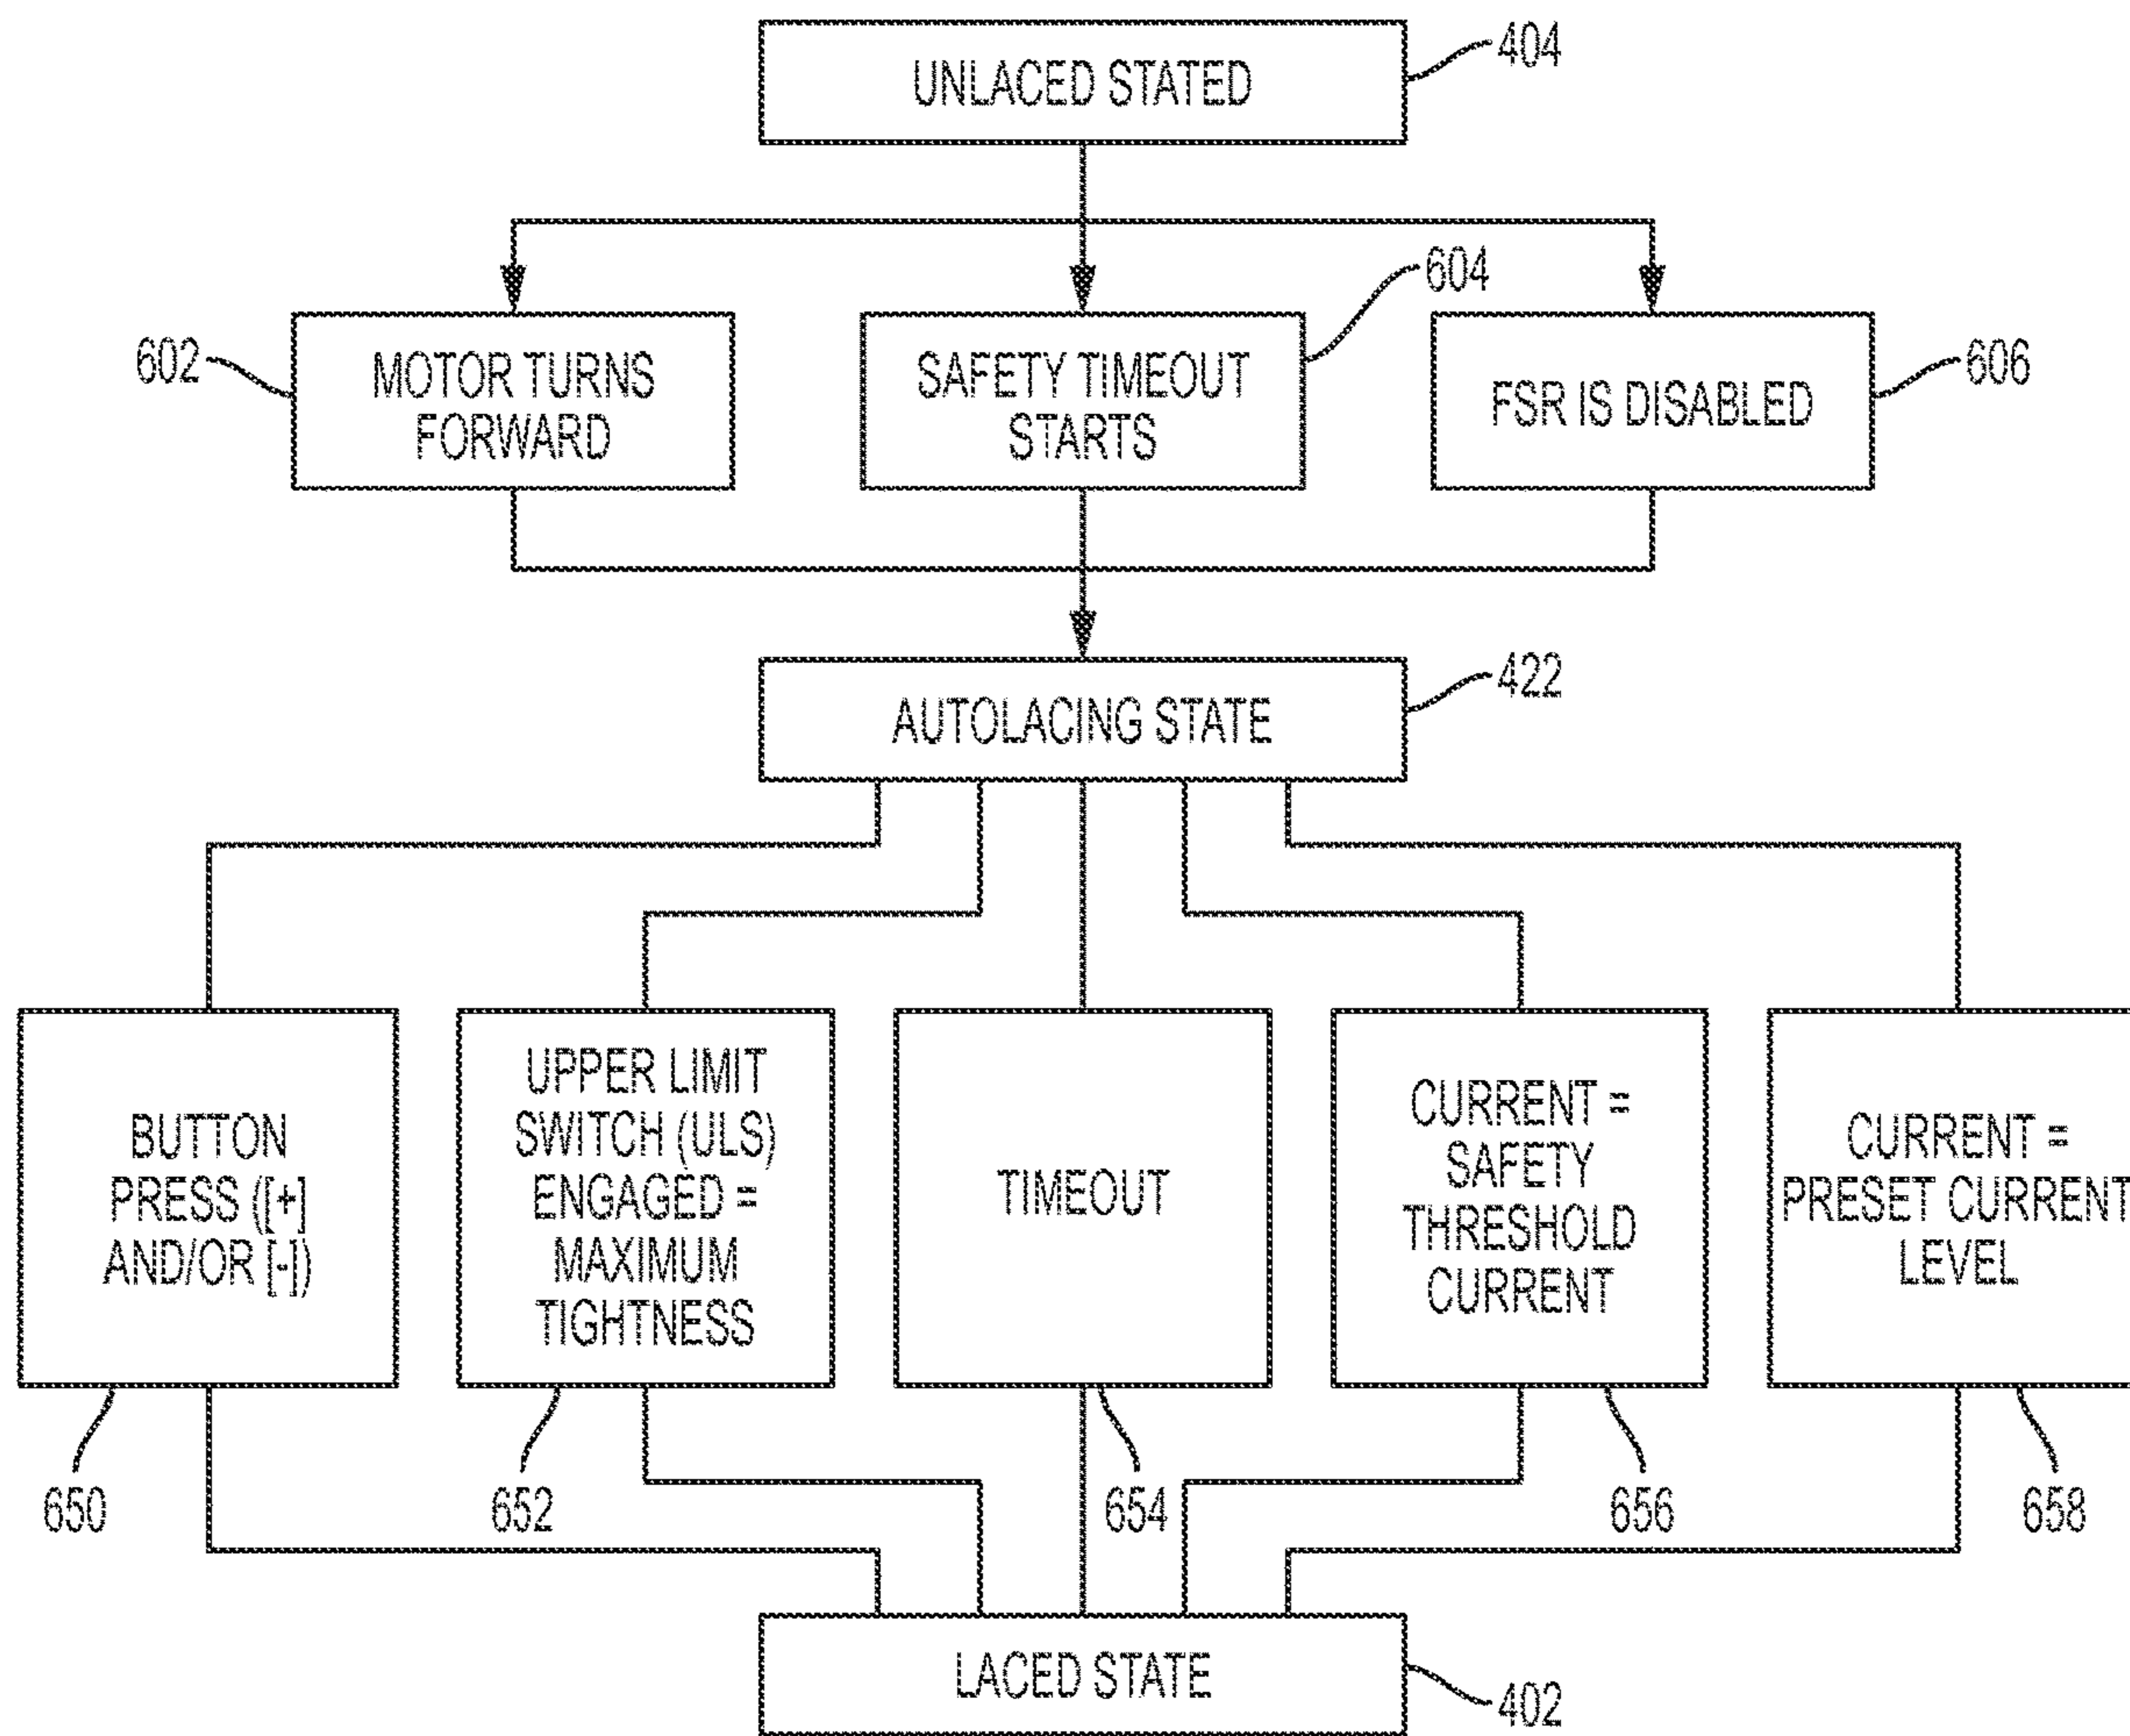 UNLACED STATED
404
602
MOTOR TURNS
FORWARD
SAFETY TIMEOUT
STARTS
604
FSR IS DISABLED
606
AUTOLACING STATE
422
BUTTON
PRESS ([+]
AND/OR [-])
UPPER LIMIT
SWITCH (ULS)
ENGAGED =
MAXIMUM
TIGHTNESS
TIMEOUT
CURRENT =
SAFETY
THRESHOLD
CURRENT
CURRENT =
PRESET CURRENT
LEVEL
650
652
654
656
658
LACED STATE
402